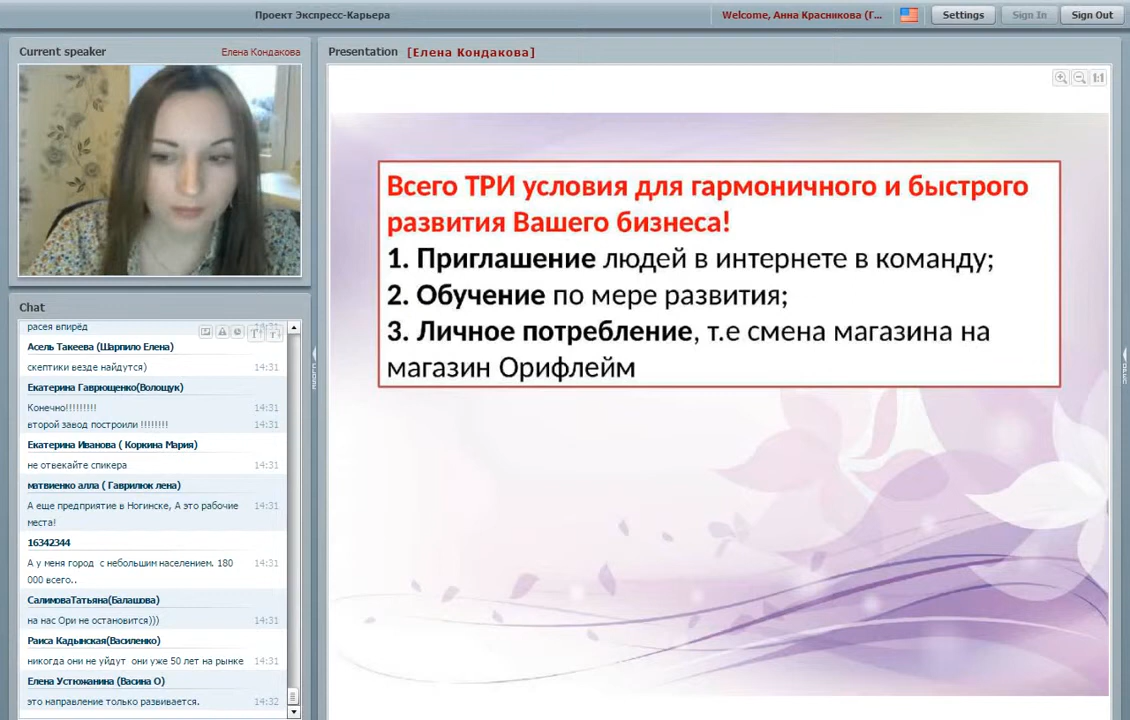 Проект Экспресс-Карьера
Welcome, Анна Красникова (Г...
Settings
Sign In
Sign Out
Current speaker
Елена Кондакова
Presentation [Елена Кондакова]
1:1
Всего ТРИ условия для гармоничного и быстрого
развития Вашего бизнеса!
1. Приглашение людей в интернете в команду;
2. Обучение по мере развития;
3. Личное потребление, т.е смена магазина на
магазин Орифлейм
Chat
расея впирёд
Асель Такеева (Шарпило Елена)
скептики везде найдутся) 14:31
Екатерина Гаврющенко(Волощук)
Конечно!!!!!!!!! 14:31
второй завод построили !!!!!!!! 14:31
Екатерина Иванова ( Коркина Мария)
не отвекайте спикера 14:31
матвиенко алла ( Гаврилюк лена)
А еще предприятие в Ногинске, А это рабочие 14:31
места!
16342344
А у меня город с небольшим населением. 180 14:31
000 всего..
СалимоваТатьяна(Балашова)
на нас Ори не остановится))) 14:31
Раиса Кадынская(Василенко)
никогда они не уйдут они уже 50 лет на рынке 14:31
Елена Устюжанина (Васина О)
это направление только развивается. 14:32